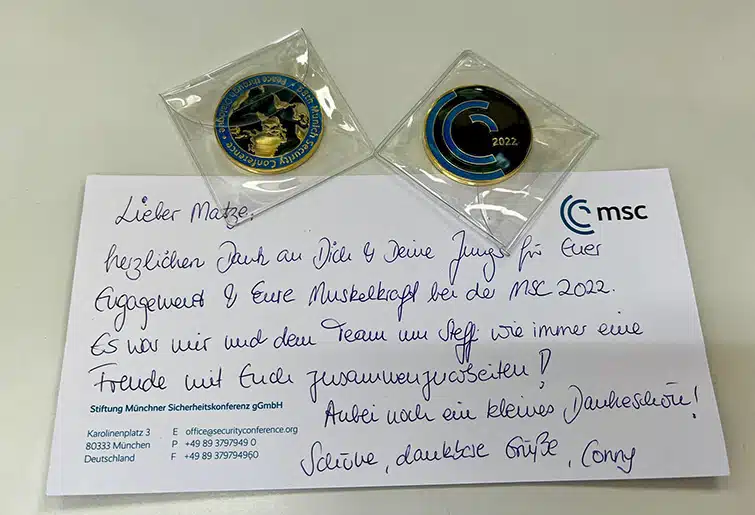 Munich Security Conference • Peace through Dialogue •
2022
msc
Lieber Matze,
herzlichen Dank an Dich & Deine Jungs für Euer
Engagement & Eure Muskelkraft bei der MSC 2022.
Es war mir und dem Team um Steffi wie immer eine
Freude mit Euch zusammenzuarbeiten!
Anbei noch ein kleines Dankeschön!
Schöne, dankbare Grüße, Conny
Stiftung Münchner Sicherheitskonferenz gGmbH
Karolinenplatz 3 E office@securityconference.org
80333 München P +49 89 3797949 0
Deutschland F +49 89 379794960